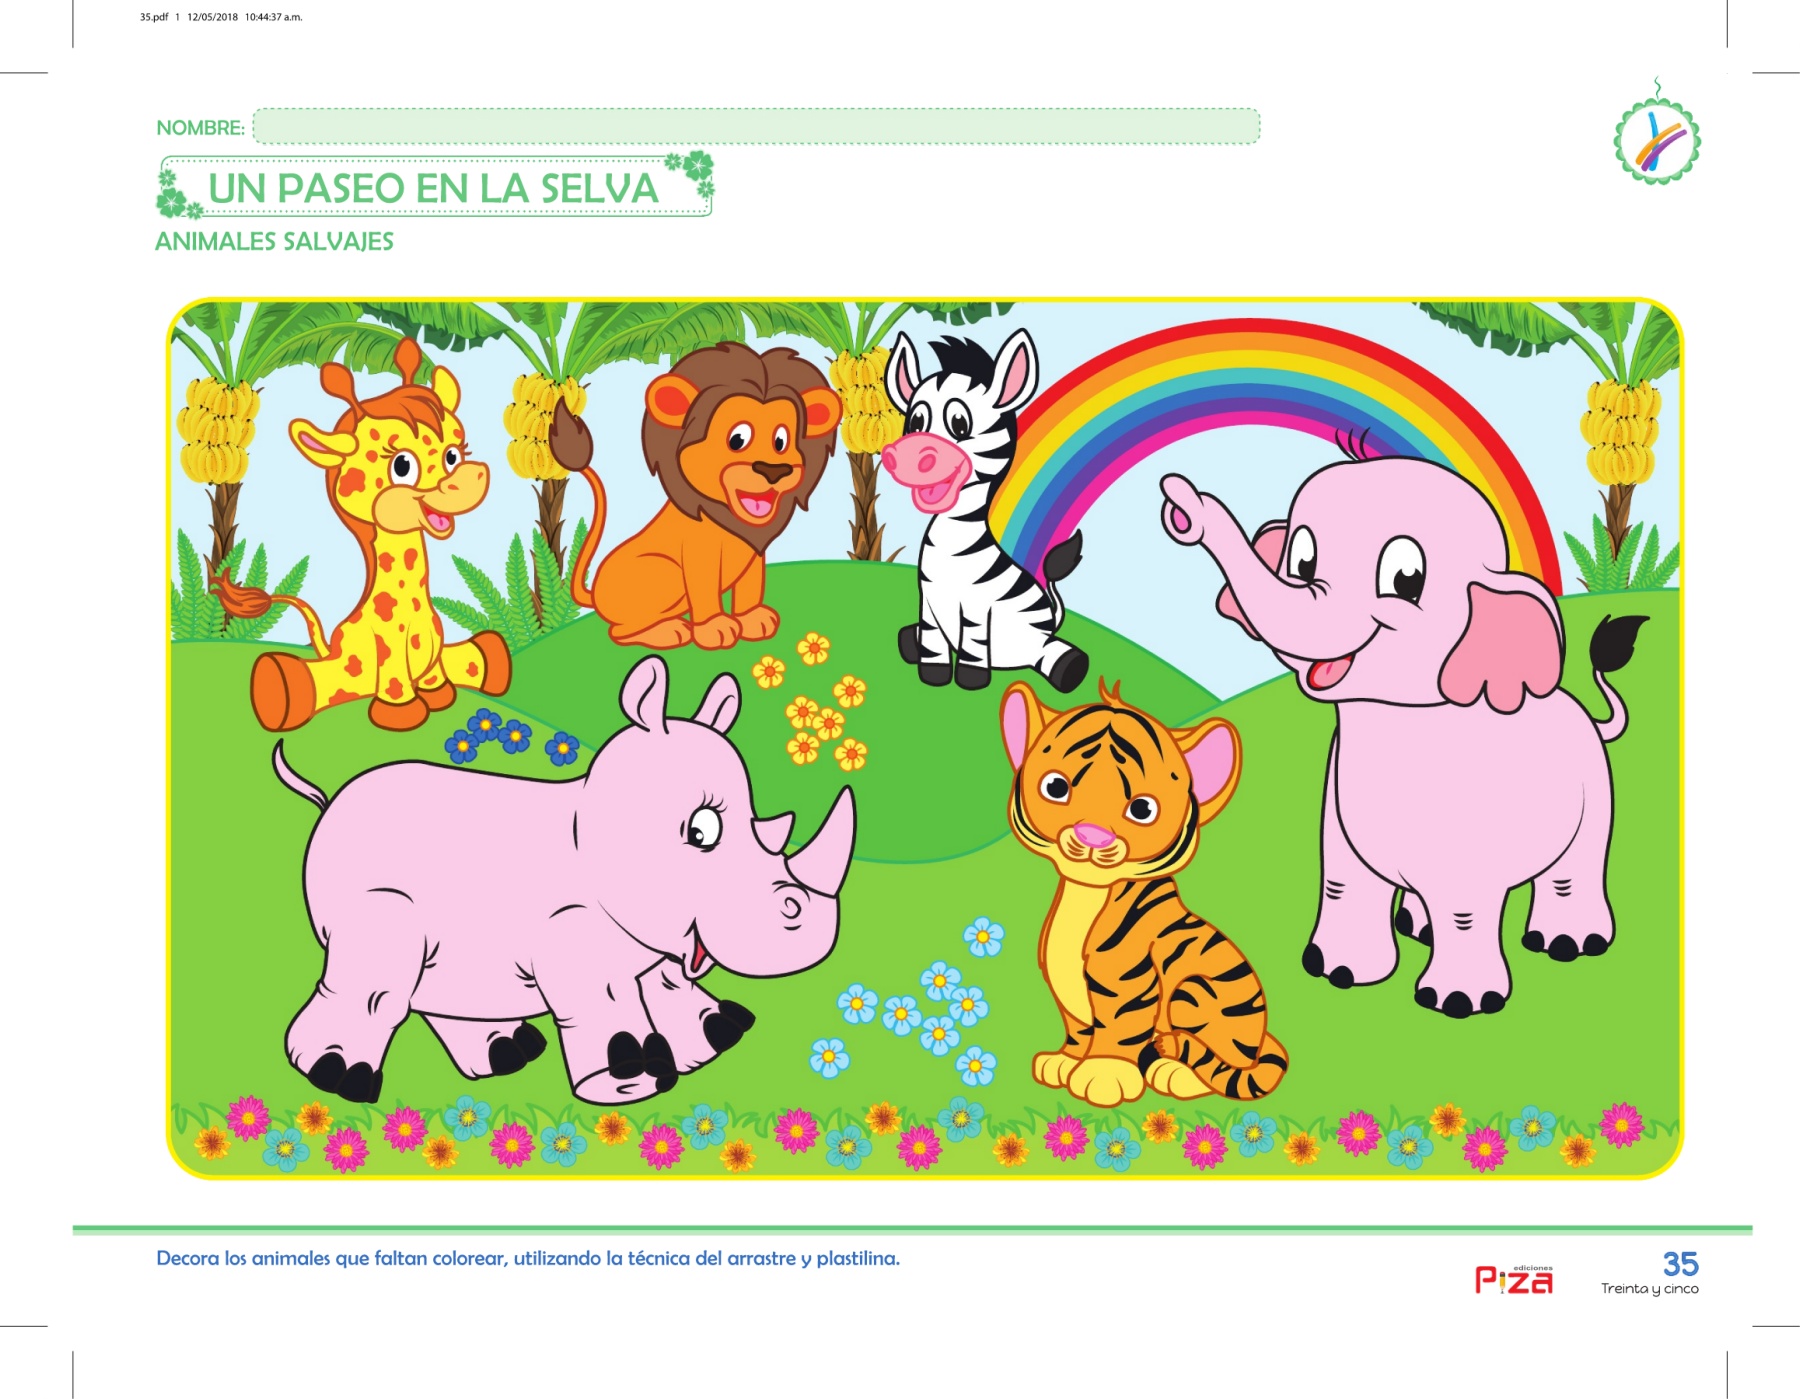 35.pdf 1 12/05/2018 10:44:37 a.m.
NOMBRE:
UN PASEO EN LA SELVA
ANIMALES SALVAJES
Decora los animales que faltan colorear, utilizando la técnica del arrastre y plastilina.
ediciones
Piza
35
Treinta y cinco